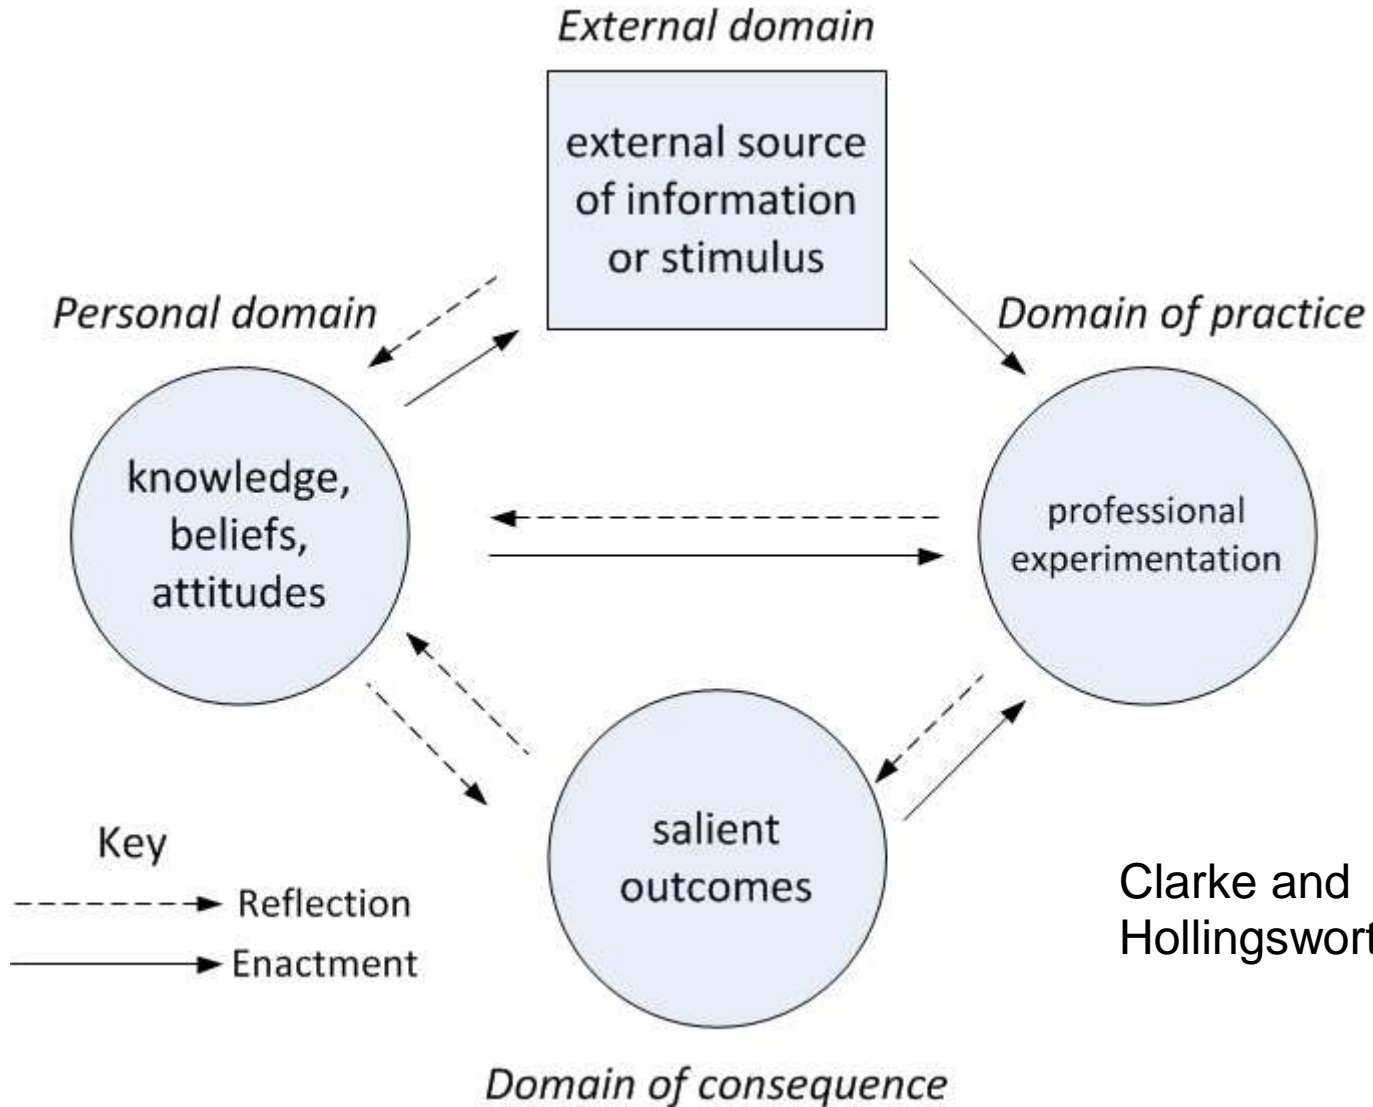 External domain
external source
of information
or stimulus
Personal domain
Domain of practice
knowledge,
beliefs,
attitudes
professional
experimentation
salient
outcomes
Key
Reflection
Enactment
Clarke and
Hollingswort
Domain of consequence